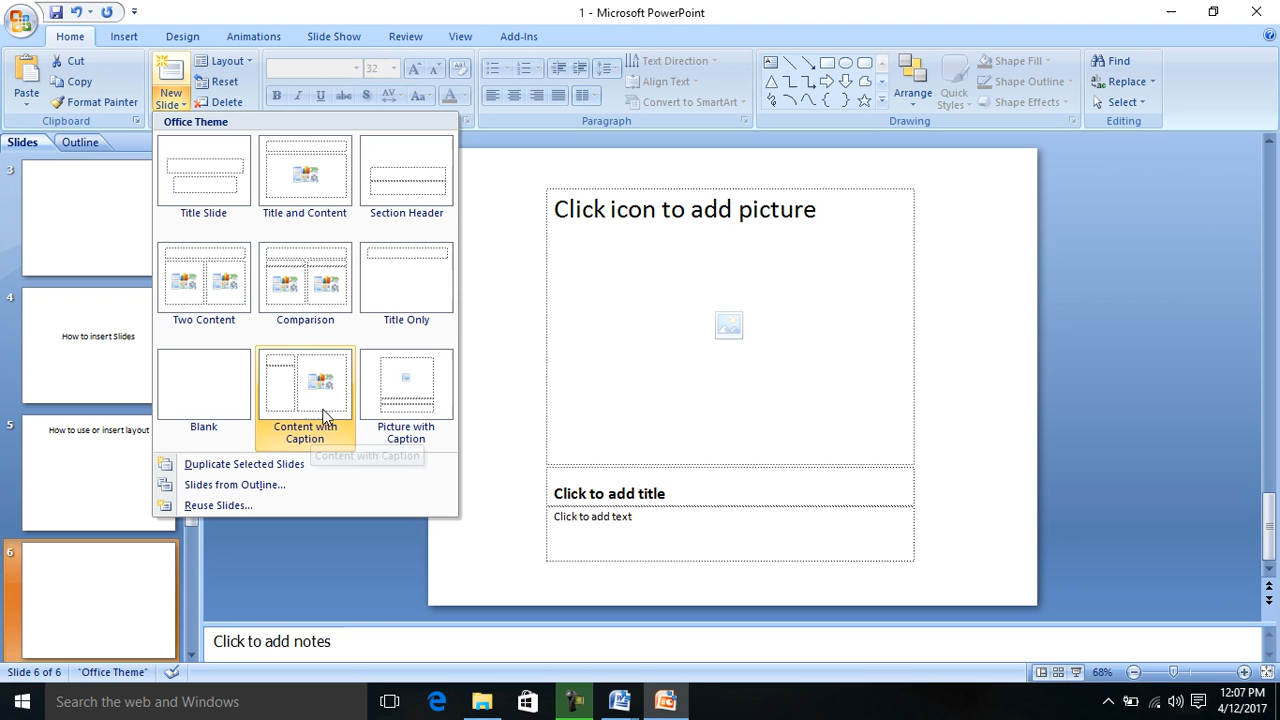 1 - Microsoft PowerPoint
Home Insert Design Animations Slide Show Review View Add-Ins
Paste
Cut
Copy
Format Painter
Clipboard
New Slide
Layout
Reset
Delete
32
B I U abc S AV Aa A
Text Direction
Align Text
Convert to SmartArt
Paragraph
Arrange
Quick Styles
Shape Fill
Shape Outline
Shape Effects
Drawing
Find
Replace
Select
Editing
Slides Outline
Office Theme
Title Slide
Title and Content
Section Header
Two Content
Comparison
Title Only
Blank
Content with
Caption
Picture with
Caption
Content with Caption
Duplicate Selected Slides
Slides from Outline...
Reuse Slides...
3
4
How to insert Slides
5
How to use or insert layout
6
Click icon to add picture
Click to add title
Click to add text
Click to add notes
Slide 6 of 6 "Office Theme" 68%
Search the web and Windows
12:07 PM
4/12/2017